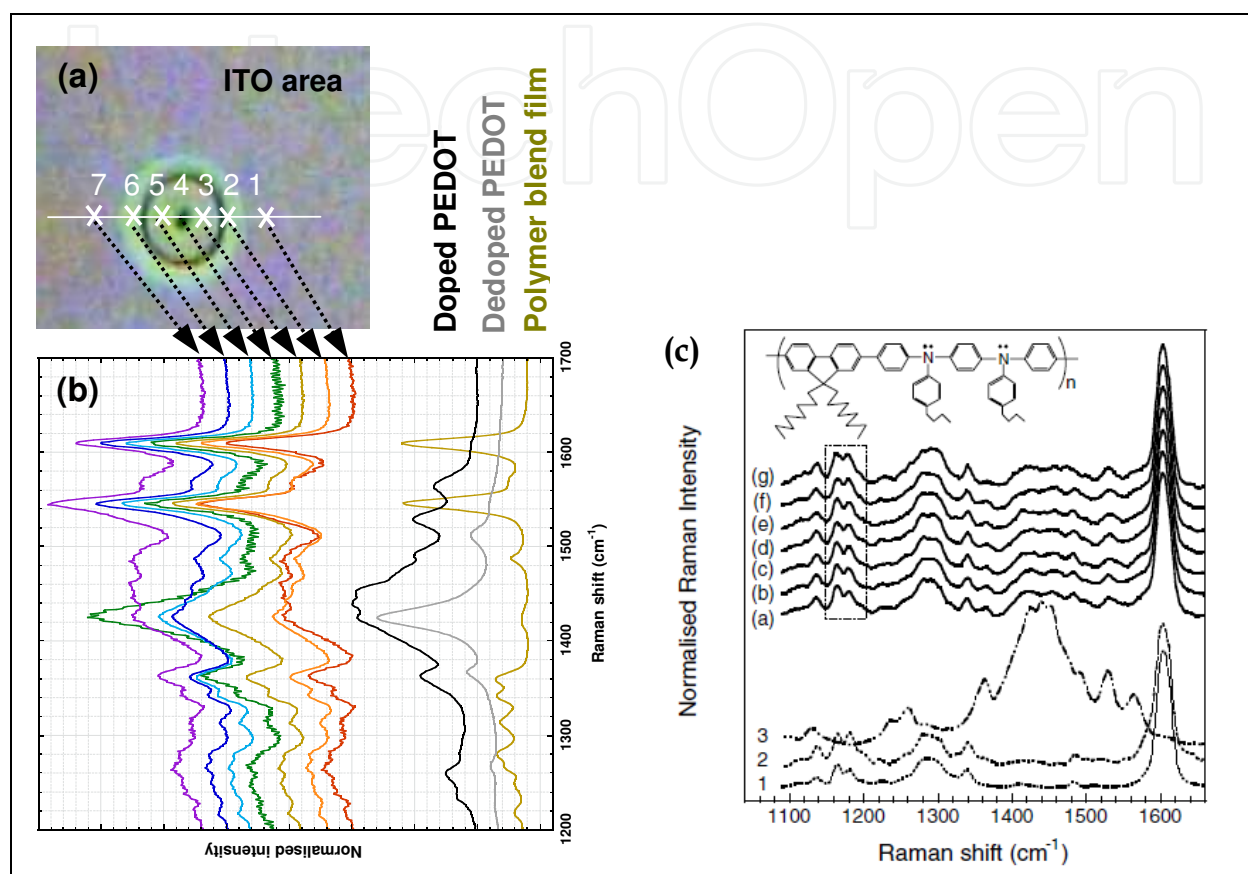 (a)
ITO area
7 6 5 4 3 2 1
Doped PEDOT
Dedoped PEDOT
Polymer blend film
(b)
1700
1600
1500
1400
1300
1200
Raman shift (cm-1)
Normalised intensity
(c)
N N
n
(g)
(f)
(e)
(d)
(c)
(b)
(a)
3
2
1
Normalised Raman Intensity
1100 1200 1300 1400 1500 1600
Raman shift (cm-1)